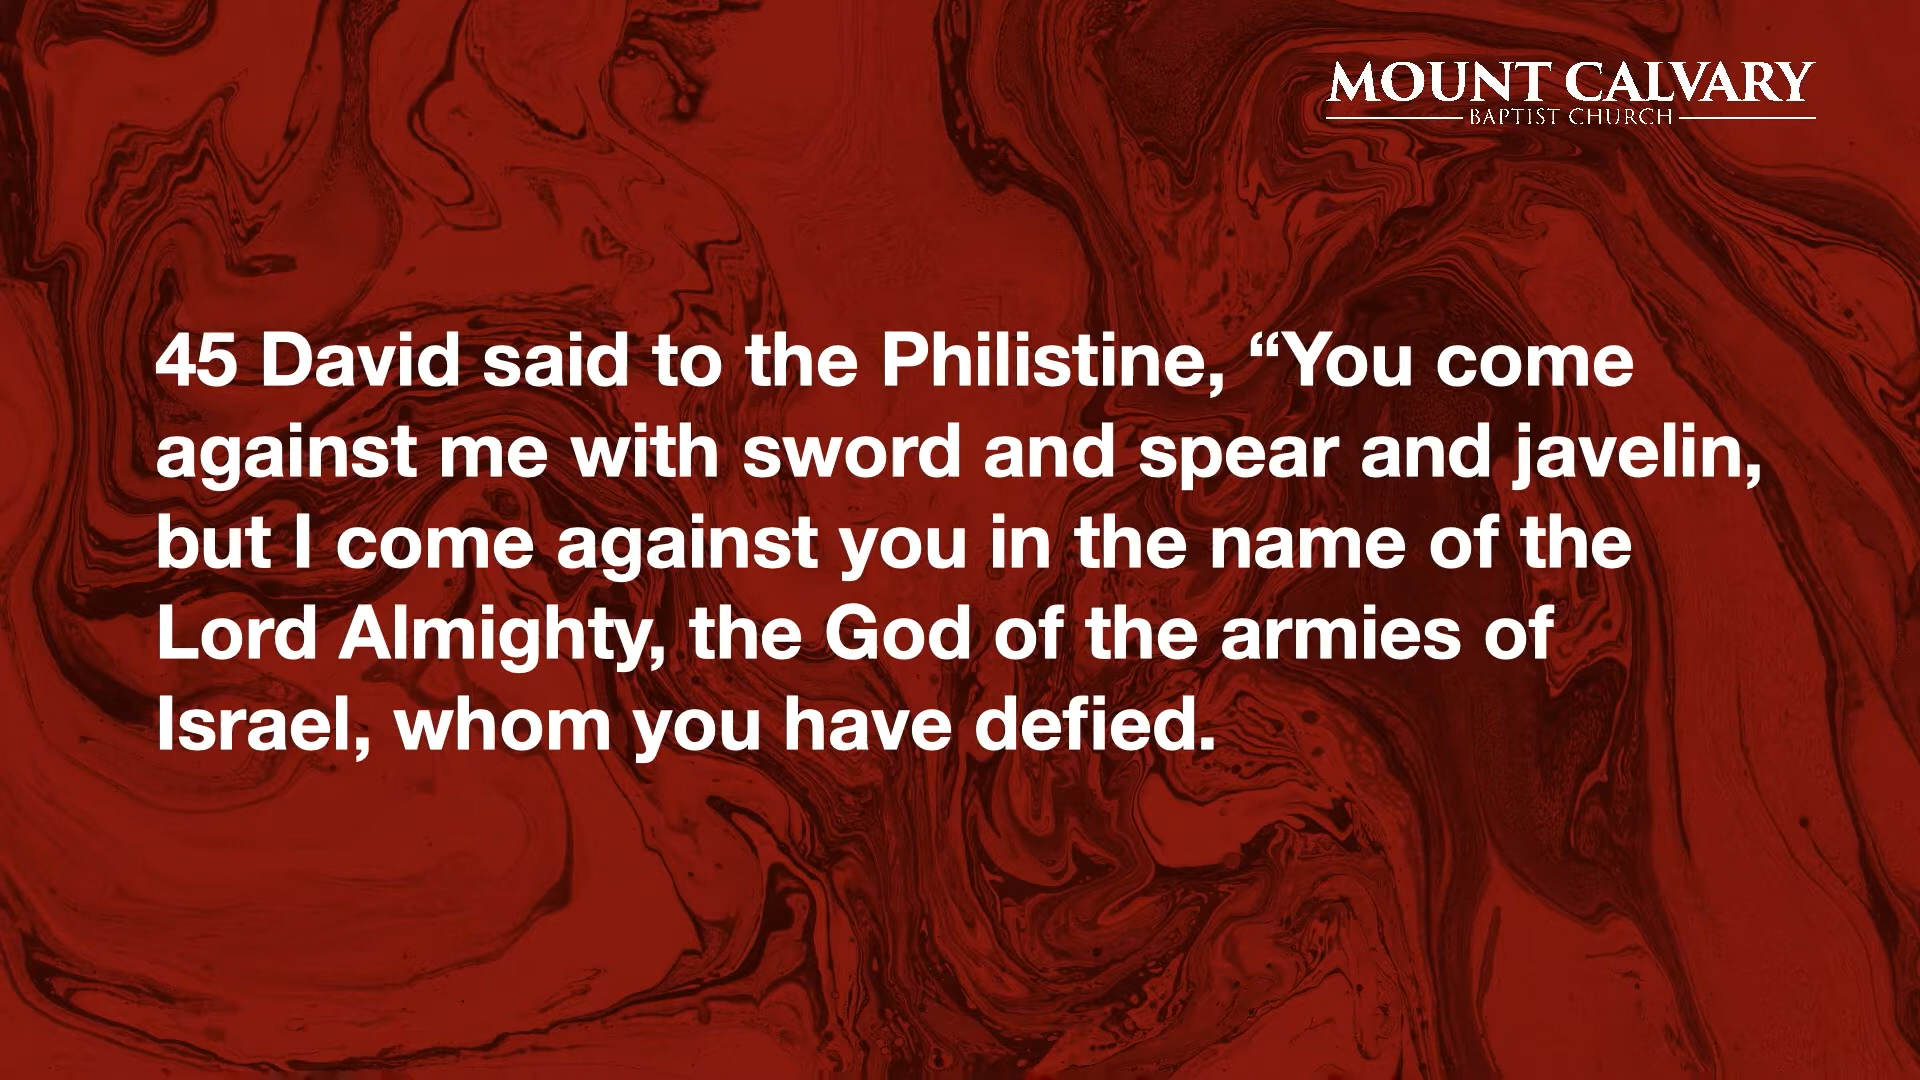 MOUNT CALVARY
BAPTIST CHURCH
45 David said to the Philistine, “You come
against me with sword and spear and javelin,
but I come against you in the name of the
Lord Almighty, the God of the armies of
Israel, whom you have defied.